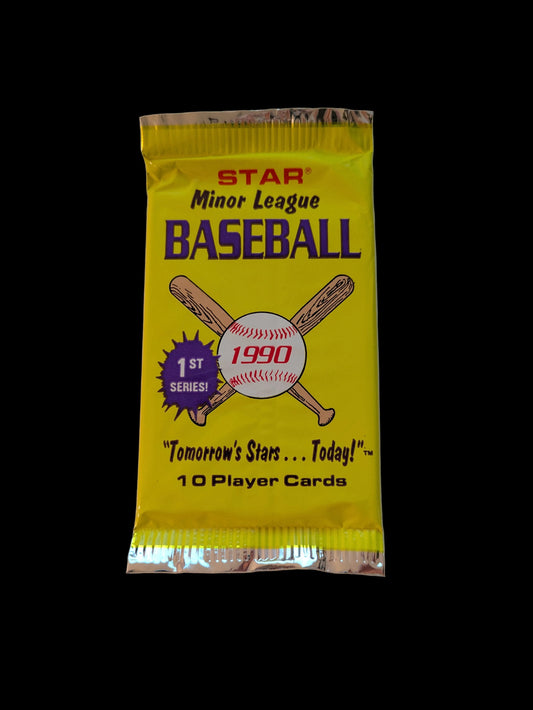 STAR®
Minor League
BASEBALL
1990
1ST
SERIES!
"Tomorrow's Stars . . . Today!"™
10 Player Cards